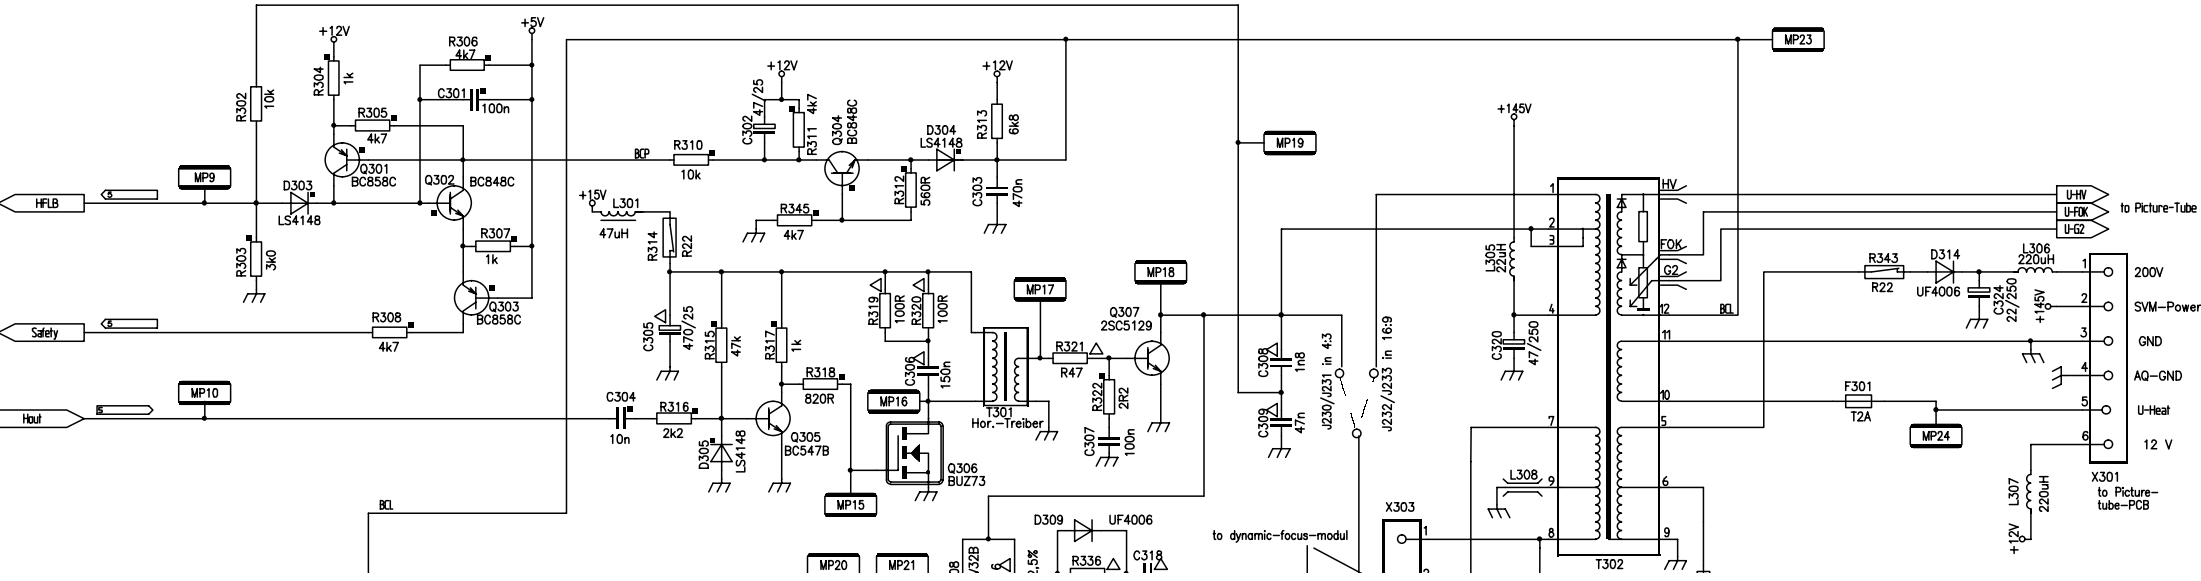 +12V
+5V
R306
4k7
R304
1k
C301
100n
R302
10k
R305
4k7
Q301
BC858C
MP9
HFLB
5
D303
LS4148
Q302
BC848C
R303
3k0
R307
1k
Q303
BC858C
Safety
5
R308
4k7
MP10
Hout
5
BCL
BCP
R310
10k
+12V
C302
47/25
R311
4k7
Q304
BC848C
D304
LS4148
+12V
R313
6k8
R312
560R
C303
470n
R345
4k7
+15V
L301
47uH
R314
R22
C305
470/25
R315
47k
R317
1k
R318
820R
C304
10n
R316
2k2
D305
LS4148
Q305
BC547B
R319
100R
R320
100R
C306
150n
MP16
MP15
Q306
BUZ73
T301
Hor.-Treiber
MP17
R321
R47
R322
2R2
C307
100n
MP18
Q307
2SC5129
MP19
MP23
C308
1n8
C309
47n
J230/J231 in 4:3
J232/J233 in 16:9
+145V
L305
22uH
C320
47/250
1
2
3
4
7
9
8
L308
HV
FOK
G2
12
BCL
11
10
5
6
9
T302
U-HV
U-FOK
U-G2
to Picture-Tube
R343
R22
D314
UF4006
L306
220uH
C324
22/250
+145V
1
200V
2
SVM-Power
3
GND
4
AQ-GND
5
U-Heat
6
12 V
F301
T2A
MP24
L307
220uH
+12V
X301
to Picture-
tube-PCB
X303
1
to dynamic-focus-modul
D309
UF4006
R336
C318
MP20
MP21